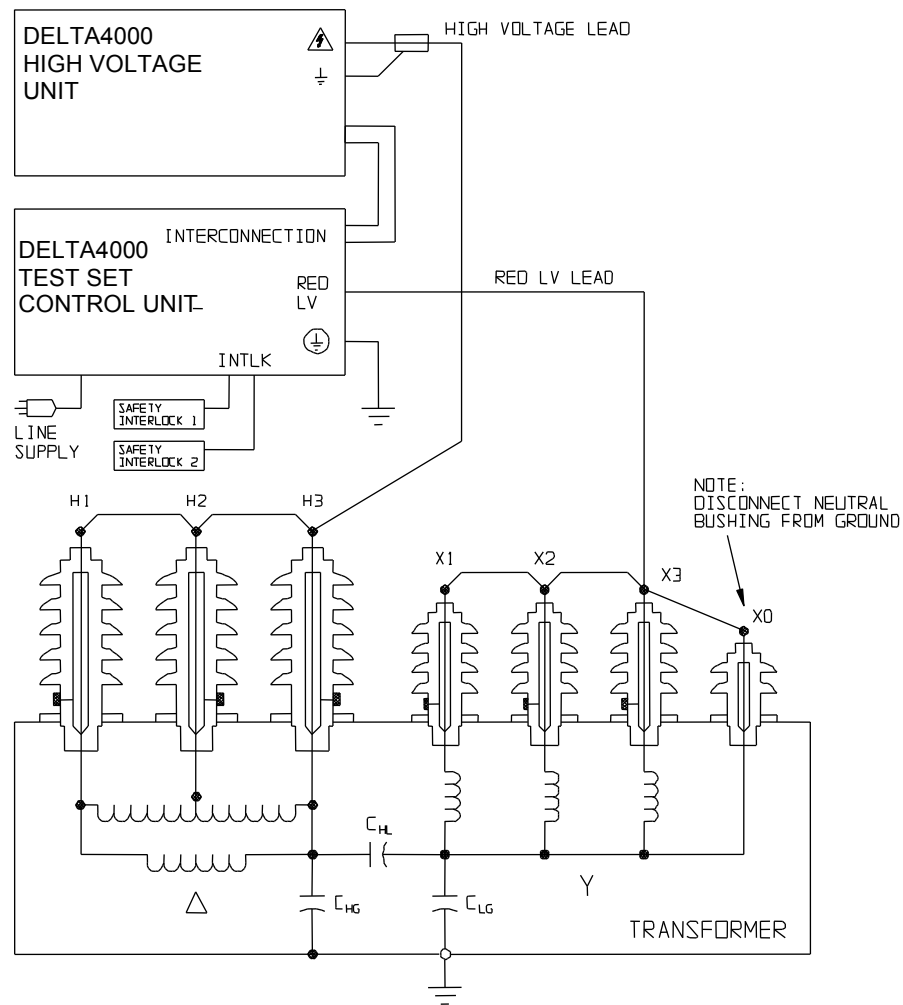 DELTA4000
HIGH VOLTAGE
UNIT
HIGH VOLTAGE LEAD
DELTA4000
TEST SET
CONTROL UNIT
INTERCONNECTION
RED
LV
RED LV LEAD
INTLK
LINE
SUPPLY
SAFETY
INTERLOCK 1
SAFETY
INTERLOCK 2
H1
H2
H3
NOTE:
DISCONNECT NEUTRAL
BUSHING FROM GROUND
X1
X2
X3
X0
CHL
CHG
CLG
Y
TRANSFORMER